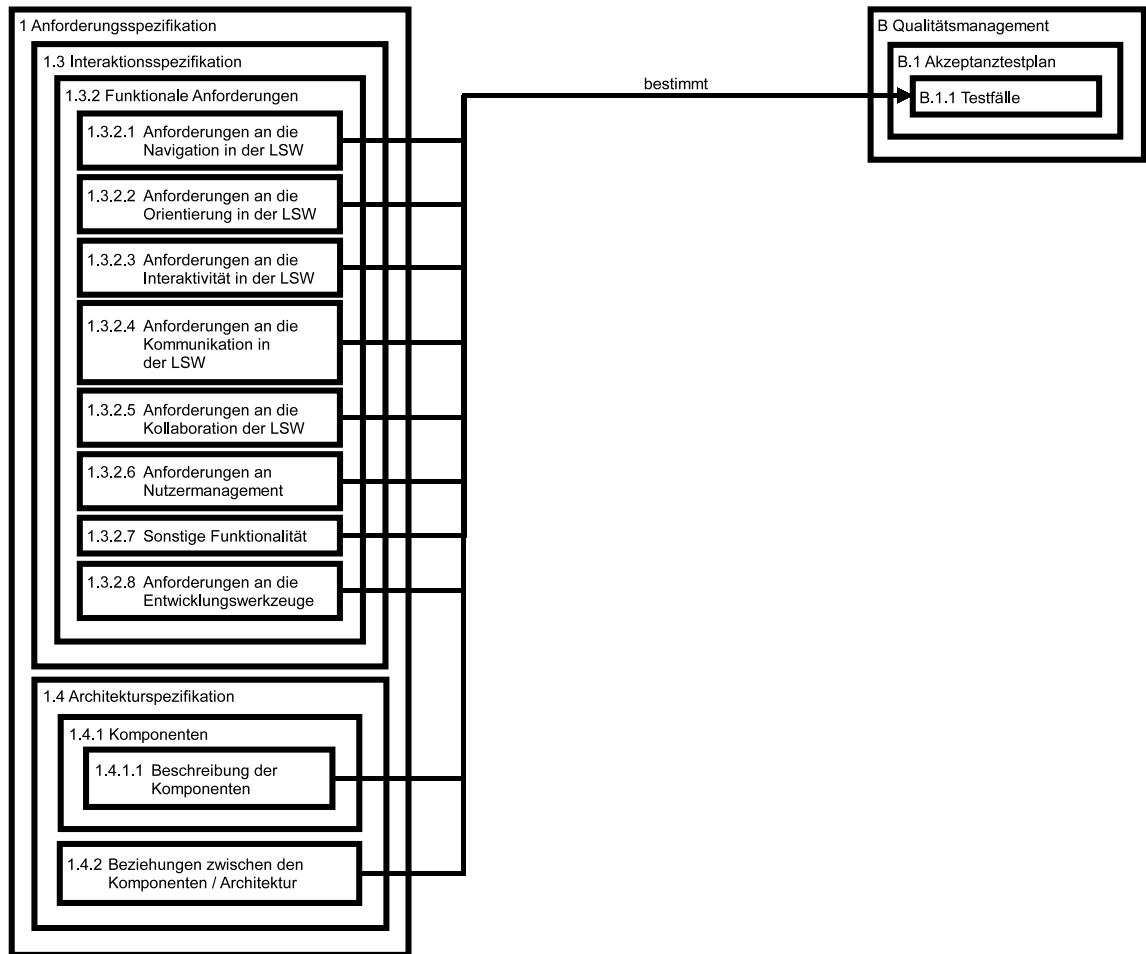 1 Anforderungsspezifikation
1.3 Interaktionsspezifikation
1.3.2 Funktionale Anforderungen
1.3.2.1 Anforderungen an die
Navigation in der LSW
1.3.2.2 Anforderungen an die
Orientierung in der LSW
1.3.2.3 Anforderungen an die
Interaktivität in der LSW
1.3.2.4 Anforderungen an die
Kommunikation in
der LSW
1.3.2.5 Anforderungen an die
Kollaboration der LSW
1.3.2.6 Anforderungen an
Nutzermanagement
1.3.2.7 Sonstige Funktionalität
1.3.2.8 Anforderungen an die
Entwicklungswerkzeuge
1.4 Architekturspezifikation
1.4.1 Komponenten
1.4.1.1 Beschreibung der
Komponenten
1.4.2 Beziehungen zwischen den
Komponenten / Architektur
bestimmt
B Qualitätsmanagement
B.1 Akzeptanztestplan
B.1.1 Testfälle